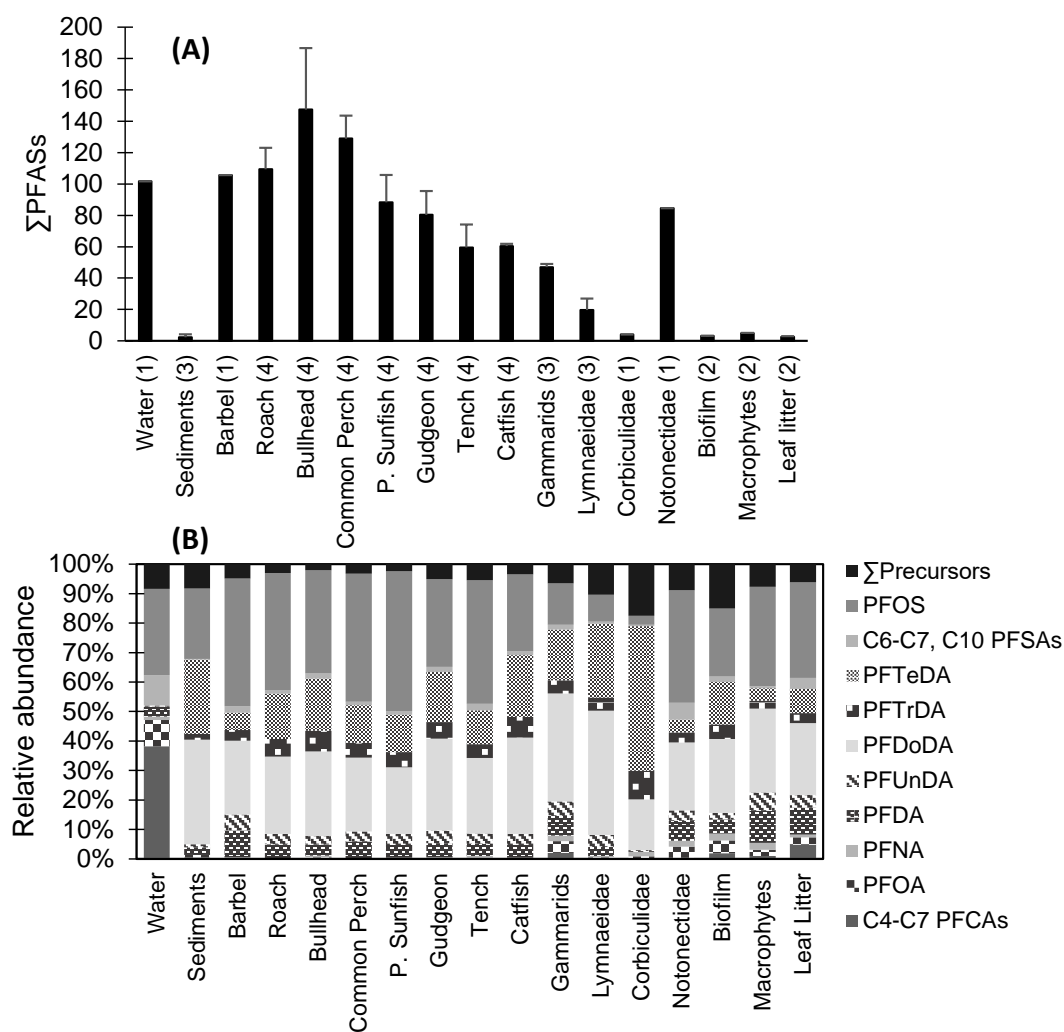 (A)
∑PFASs
200
180
160
140
120
100
80
60
40
20
0
Water (1)
Sediments (3)
Barbel (1)
Roach (4)
Bullhead (4)
Common Perch (4)
P. Sunfish (4)
Gudgeon (4)
Tench (4)
Catfish (4)
Gammarids (3)
Lymnaeidae (3)
Corbiculidae (1)
Notonectidae (1)
Biofilm (2)
Macrophytes (2)
Leaf litter (2)
(B)
Relative abundance
100%
90%
80%
70%
60%
50%
40%
30%
20%
10%
0%
Water
Sediments
Barbel
Roach
Bullhead
Common Perch
P. Sunfish
Gudgeon
Tench
Catfish
Gammarids
Lymnaeidae
Corbiculidae
Notonectidae
Biofilm
Macrophytes
Leaf Litter
∑Precursors
PFOS
C6-C7, C10 PFSAs
PFTeDA
PFTrDA
PFDoDA
PFUnDA
PFDA
PFNA
PFOA
C4-C7 PFCAs